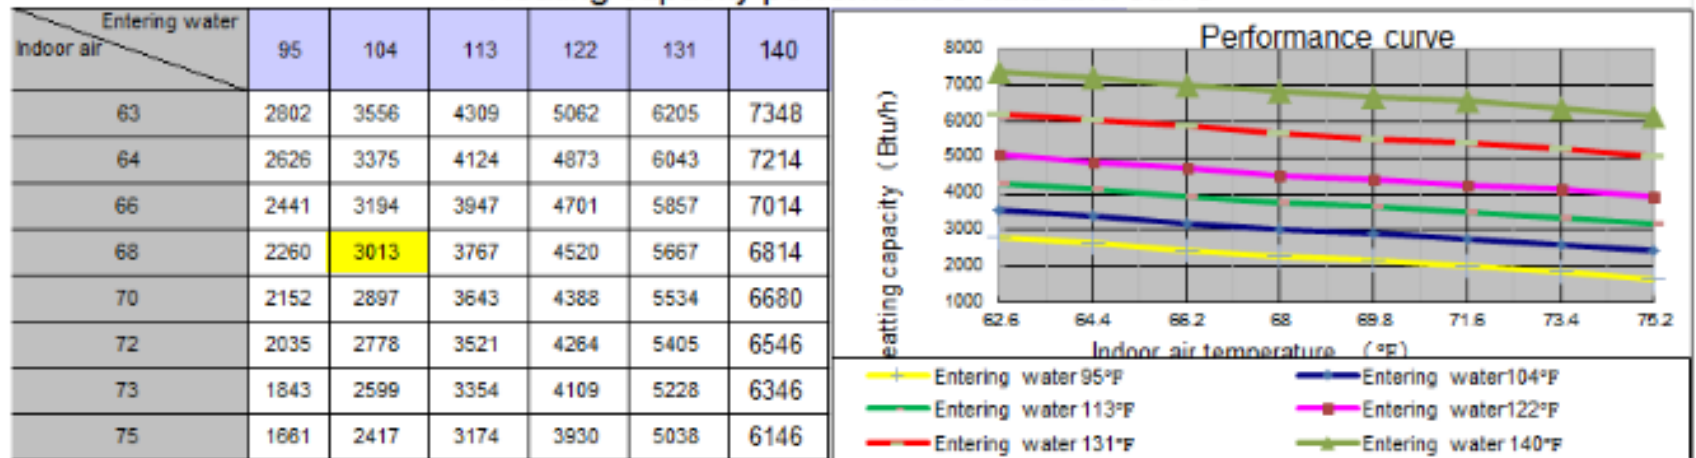 Entering water
Indoor air
95 104 113 122 131 140
63 2802 3556 4309 5062 6205 7348
64 2626 3375 4124 4873 6043 7214
66 2441 3194 3947 4701 5857 7014
68 2260 3013 3767 4520 5667 6814
70 2152 2897 3643 4388 5534 6680
72 2035 2778 3521 4264 5405 6546
73 1843 2599 3354 4109 5228 6346
75 1661 2417 3174 3930 5038 6146
Performance curve
eatting capacity ( Btu/h)
8000
7000
6000
5000
4000
3000
2000
1000
62.6 64.4 66.2 68 69.8 71.6 73.4 75.2
Indoor air temperature (°F)
Entering water 95°F
Entering water104°F
Entering water 113°F
Entering water122°F
Entering water 131°F
Entering water 140°F